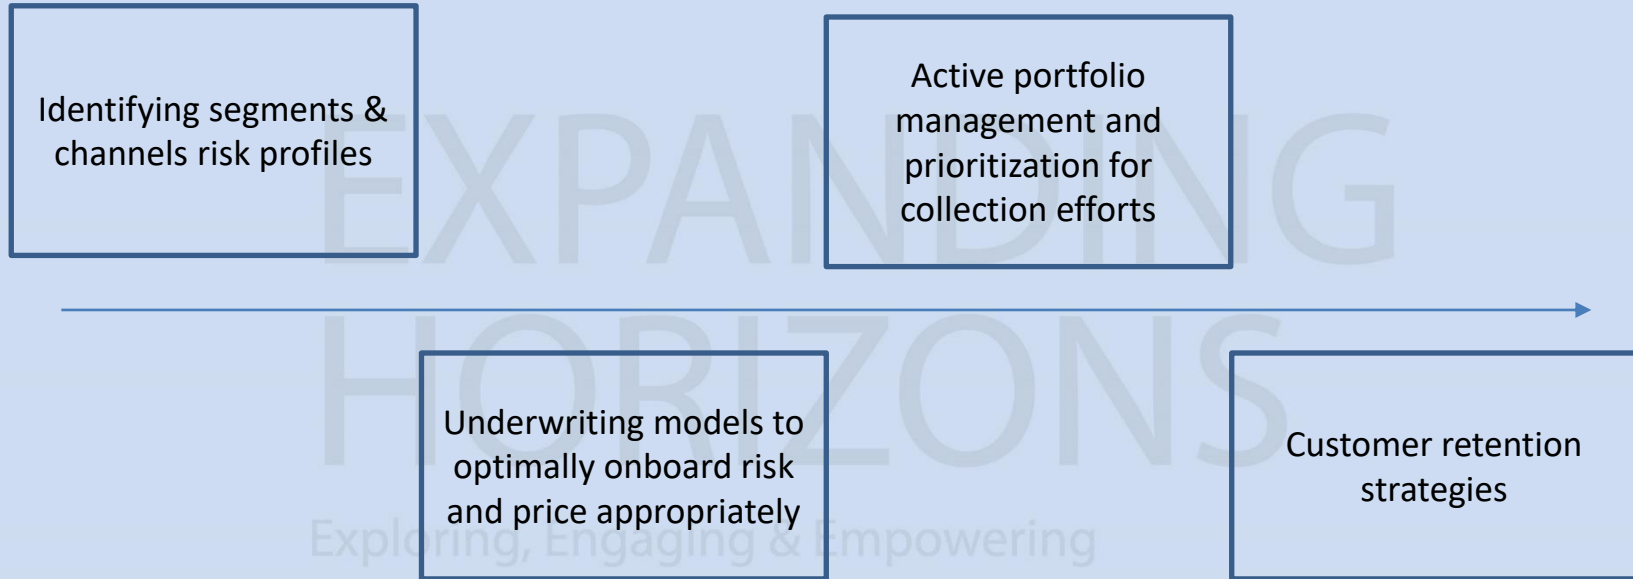 Identifying segments &
channels risk profiles
Active portfolio
management and
prioritization for
collection efforts
EXPANDING
HORIZONS
Underwriting models to
optimally onboard risk
and price appropriately
Customer retention
strategies
Exploring, Engaging & Empowering